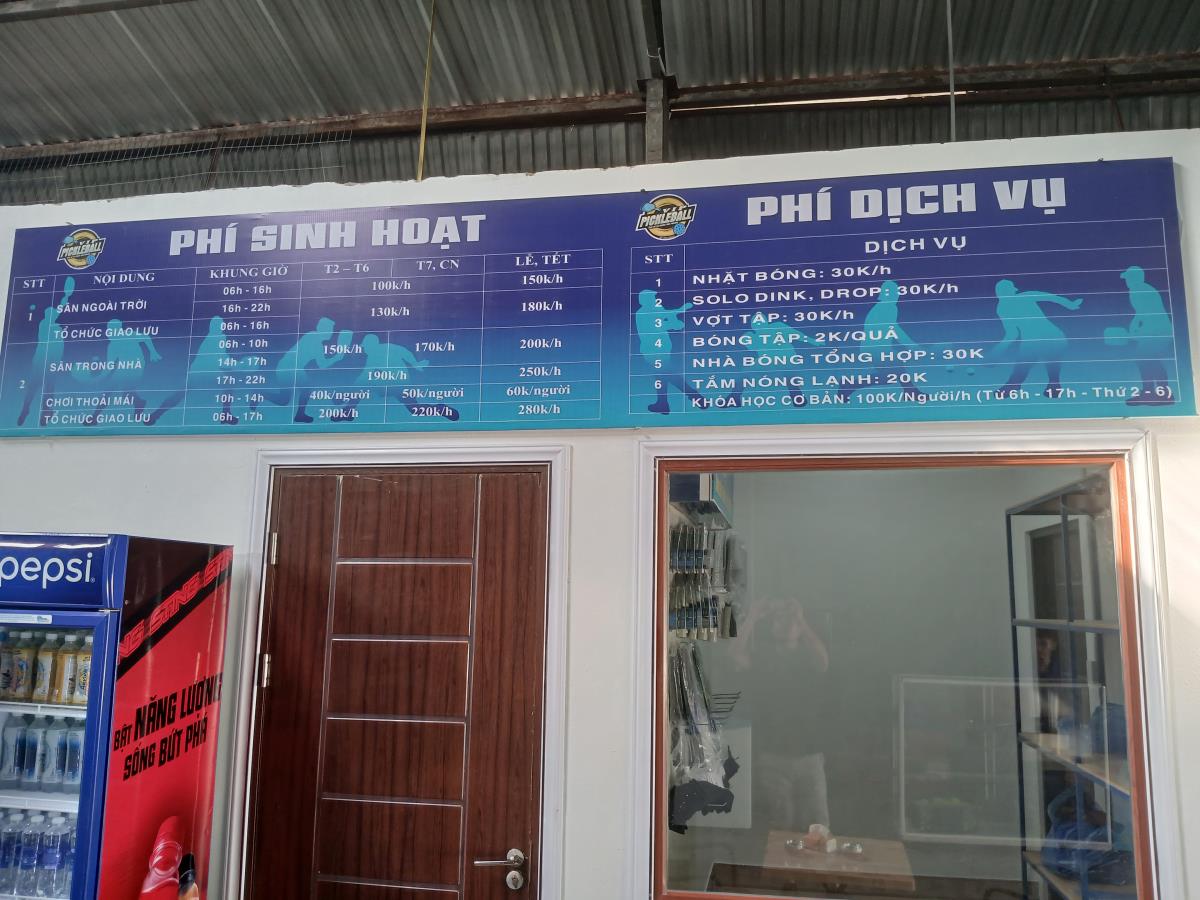 PICKLEBALL
PHÍ SINH HOẠT
STT NỘI DUNG KHUNG GIỜ T2 – T6 T7, CN LỄ, TẾT
1 SÂN NGOÀI TRỜI 06h - 16h 100k/h 150k/h
16h - 22h 130k/h 180k/h
TỔ CHỨC GIAO LƯU 06h - 16h
2 SÂN TRONG NHÀ 06h - 10h 150k/h 170k/h 200k/h
14h - 17h
17h - 22h 190k/h 250k/h
CHƠI THOẢI MÁI 10h - 14h 40k/người 50k/người 60k/người
TỔ CHỨC GIAO LƯU 06h - 17h 200k/h 220k/h 280k/h
PICKLEBALL
PHÍ DỊCH VỤ
STT DỊCH VỤ
1 NHẶT BÓNG: 30K/h
2 SOLO DINK, DROP: 30K/h
3 VỢT TẬP: 30K/h
4 BÓNG TẬP: 2K/QUẢ
5 NHÀ BÓNG TỔNG HỢP: 30K
6 TẮM NÓNG LẠNH: 20K
KHÓA HỌC CƠ BẢN: 100K/Người/h (Từ 6h - 17h - Thứ 2 - 6)
pepsi
STING STING
BẬT NĂNG LƯỢNG
SỐNG BỨT PHÁ